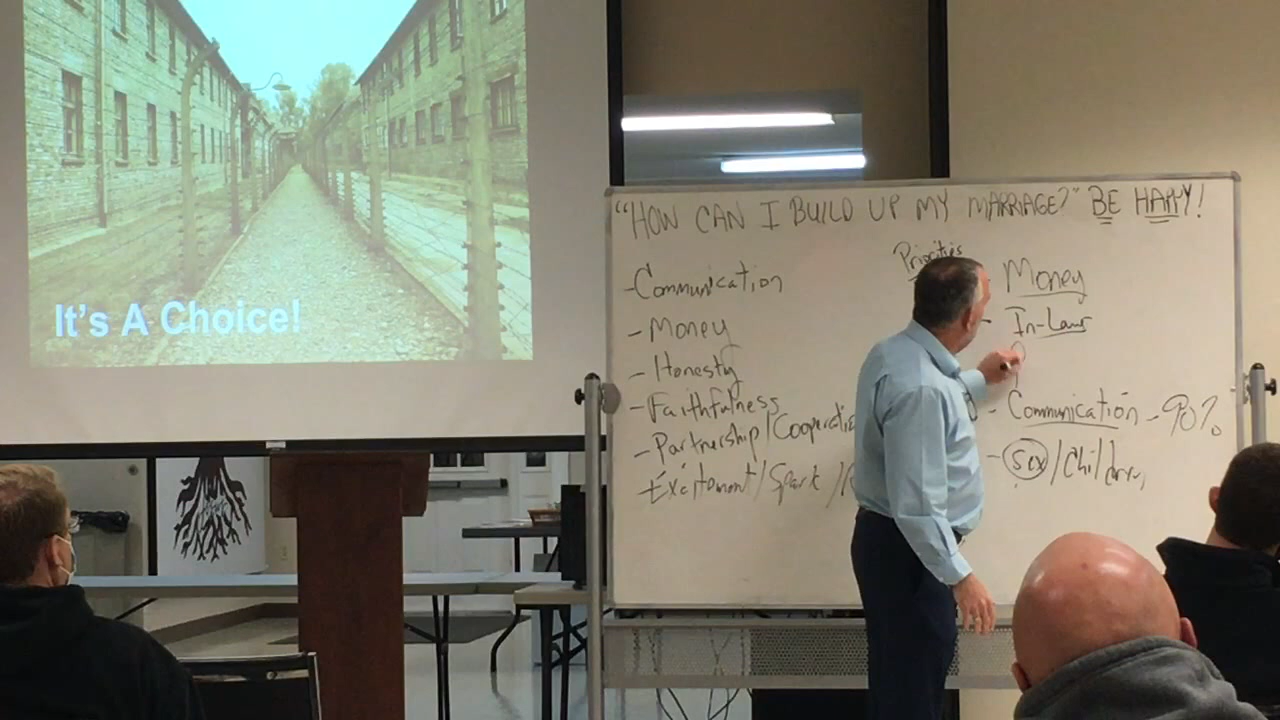 It's A Choice!
"HOW CAN I BUILD UP MY MARRIAGE?" BE HAPPY!
-Communication
- Money
- Honesty
-Faithfulness
- Partnership/Cooperatio
- Excitement/Spark /
Priorities
Money
- In-Laws
- Communication - 90%
- Sex/Children